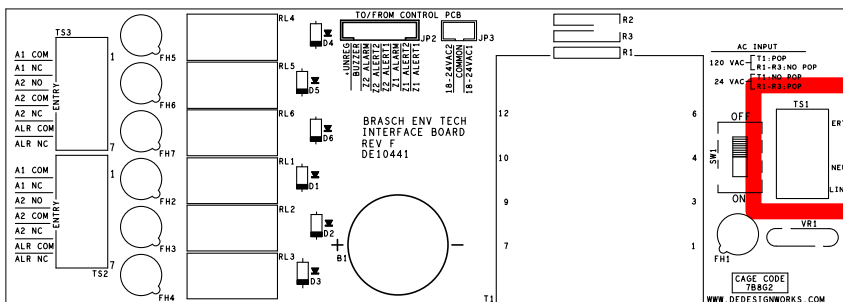 TS3
A1 COM
A1 NC
A2 NO
A2 COM
A2 NC
ALR COM
ALR NC
ENTRY
1
7
A1 COM
A1 NC
A2 NO
A2 COM
A2 NC
ALR COM
ALR NC
ENTRY
1
7
TS2
FH5
FH6
FH7
FH2
FH3
FH4
RL4
RL5
RL6
RL1
RL2
RL3
D4
D5
D6
D1
D2
D3
TO/FROM CONTROL PCB
JP2
JP3
+UNREG
BUZZER
Z2 ALARM
Z2 ALERT2
Z2 ALERT1
Z1 ALARM
Z1 ALERT2
Z1 ALERT1
18-24VAC2
COMMON
18-24VAC1
BRASCH ENV TECH
INTERFACE BOARD
REV F
DE10441
+
B1
−
R2
R3
R1
12
10
9
7
6
4
3
1
T1
AC INPUT
120 VAC
T1:POP
R1-R3:NO POP
24 VAC
T1:NO POP
R1-R3:POP
OFF
SW1
ON
TS1
NEU
LIN
FH1
VR1
CAGE CODE
7B8G2
WWW.DEDESIGNWORKS.COM